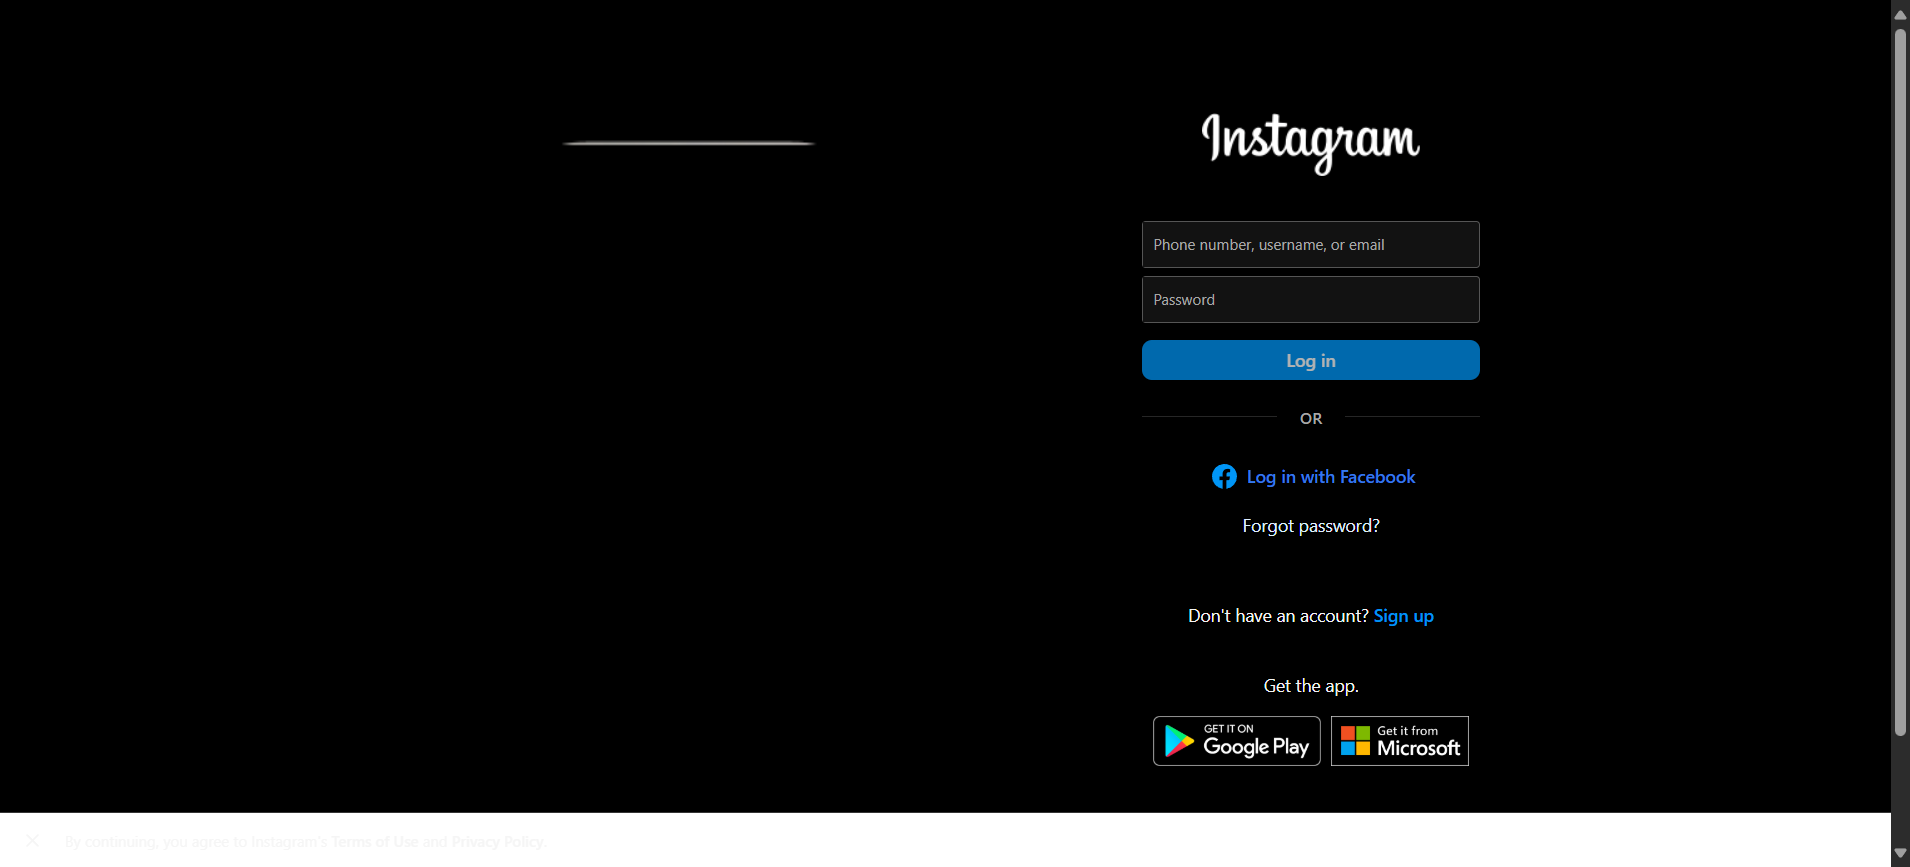 Instagram
Phone number, username, or email
Password
Log in
OR
Log in with Facebook
Forgot password?
Don't have an account? Sign up
Get the app.
GET IT ON
Google Play
Get it from
Microsoft
By continuing, you agree to Instagram's Terms of Use and Privacy Policy.